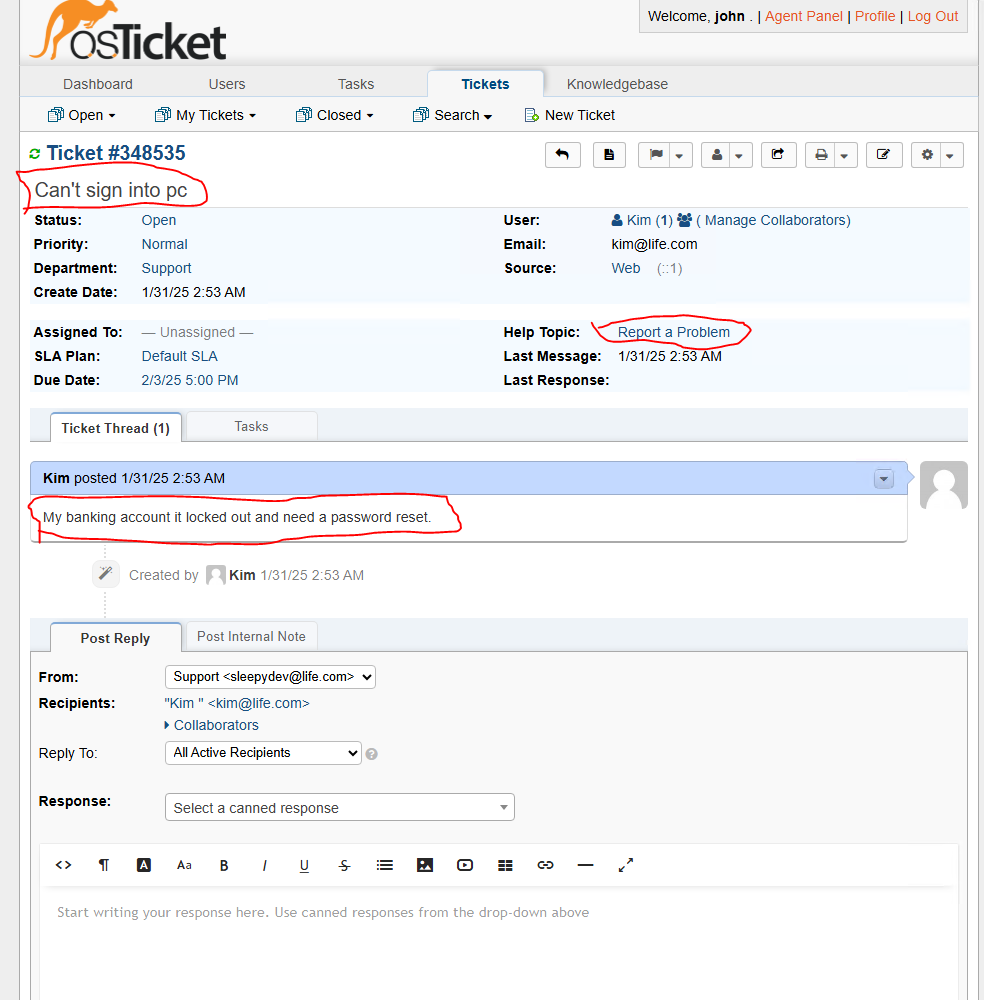 osTicket
Welcome, john . | Agent Panel | Profile | Log Out
Dashboard Users Tasks Tickets Knowledgebase
Open My Tickets Closed Search New Ticket
Ticket #348535
Can't sign into pc
Status: Open
Priority: Normal
Department: Support
Create Date: 1/31/25 2:53 AM
User: Kim (1) ( Manage Collaborators)
Email: kim@life.com
Source: Web (::1)
Assigned To: — Unassigned —
SLA Plan: Default SLA
Due Date: 2/3/25 5:00 PM
Help Topic: Report a Problem
Last Message: 1/31/25 2:53 AM
Last Response:
Ticket Thread (1) Tasks
Kim posted 1/31/25 2:53 AM
My banking account it locked out and need a password reset.
Created by Kim 1/31/25 2:53 AM
Post Reply Post Internal Note
From: Support <sleepydev@life.com>
Recipients: "Kim " <kim@life.com>
Collaborators
Reply To: All Active Recipients ?
Response: Select a canned response
<> ¶ A Aa B I U S
Start writing your response here. Use canned responses from the drop-down above